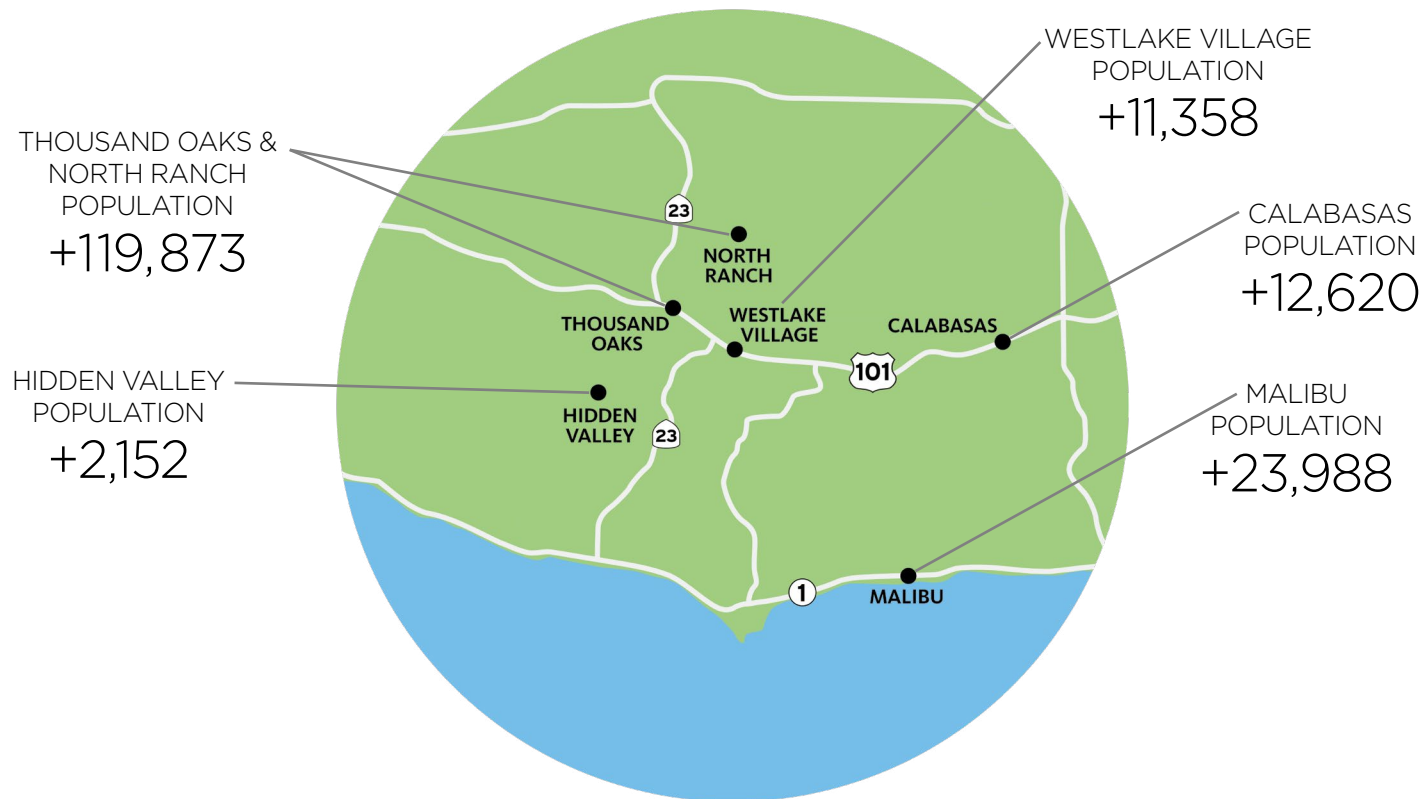 WESTLAKE VILLAGE
POPULATION
+11,358
THOUSAND OAKS &
NORTH RANCH
POPULATION
+119,873
CALABASAS
POPULATION
+12,620
HIDDEN VALLEY
POPULATION
+2,152
MALIBU
POPULATION
+23,988
23
NORTH
RANCH
THOUSAND
OAKS
WESTLAKE
VILLAGE
CALABASAS
101
HIDDEN
VALLEY
23
1
MALIBU